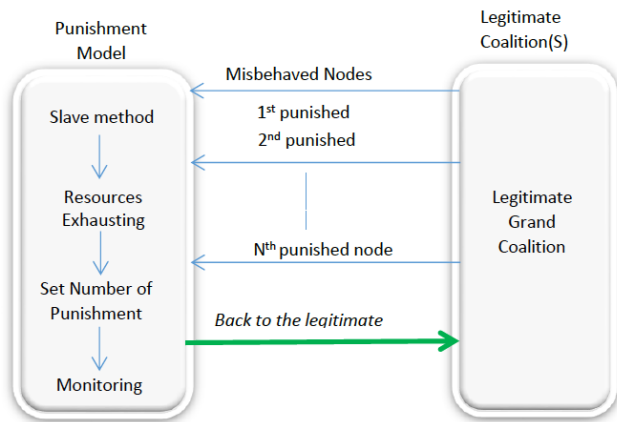 Punishment
Model
Legitimate
Coalition(S)
Misbehaved Nodes
Slave method
1st punished
2nd punished
Resources
Exhausting
Legitimate
Grand
Coalition
Nth punished node
Set Number of
Punishment
Back to the legitimate
Monitoring